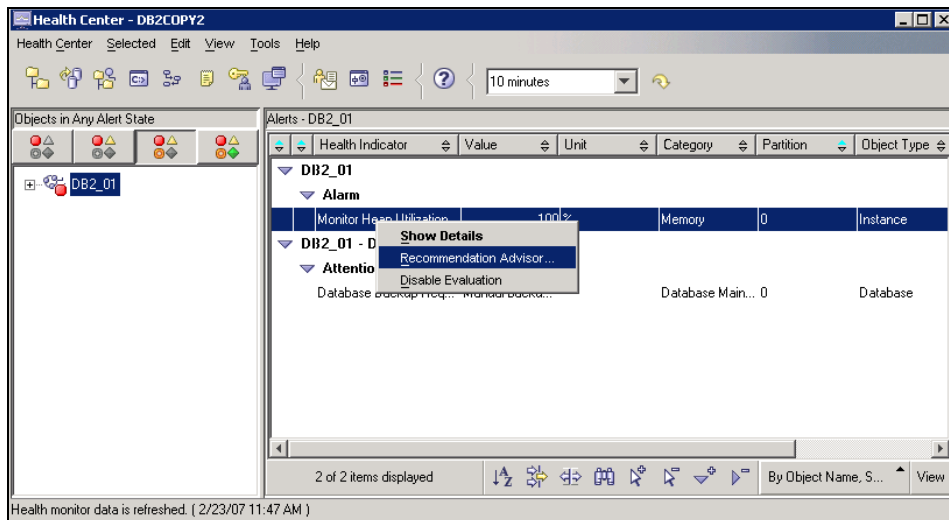 Health Center - DB2COPY2
Health Center Selected Edit View Tools Help
10 minutes
Objects in Any Alert State
Alerts - DB2_01
Health Indicator Value Unit Category Partition Object Type
DB2_01
DB2_01
Alarm
Monitor Heap Utilization 100 % Memory 0 Instance
Show Details
DB2_01 - D
Recommendation Advisor...
Attentio
Disable Evaluation
Database Main... 0 Database
2 of 2 items displayed
By Object Name, S...
View
Health monitor data is refreshed. ( 2/23/07 11:47 AM )